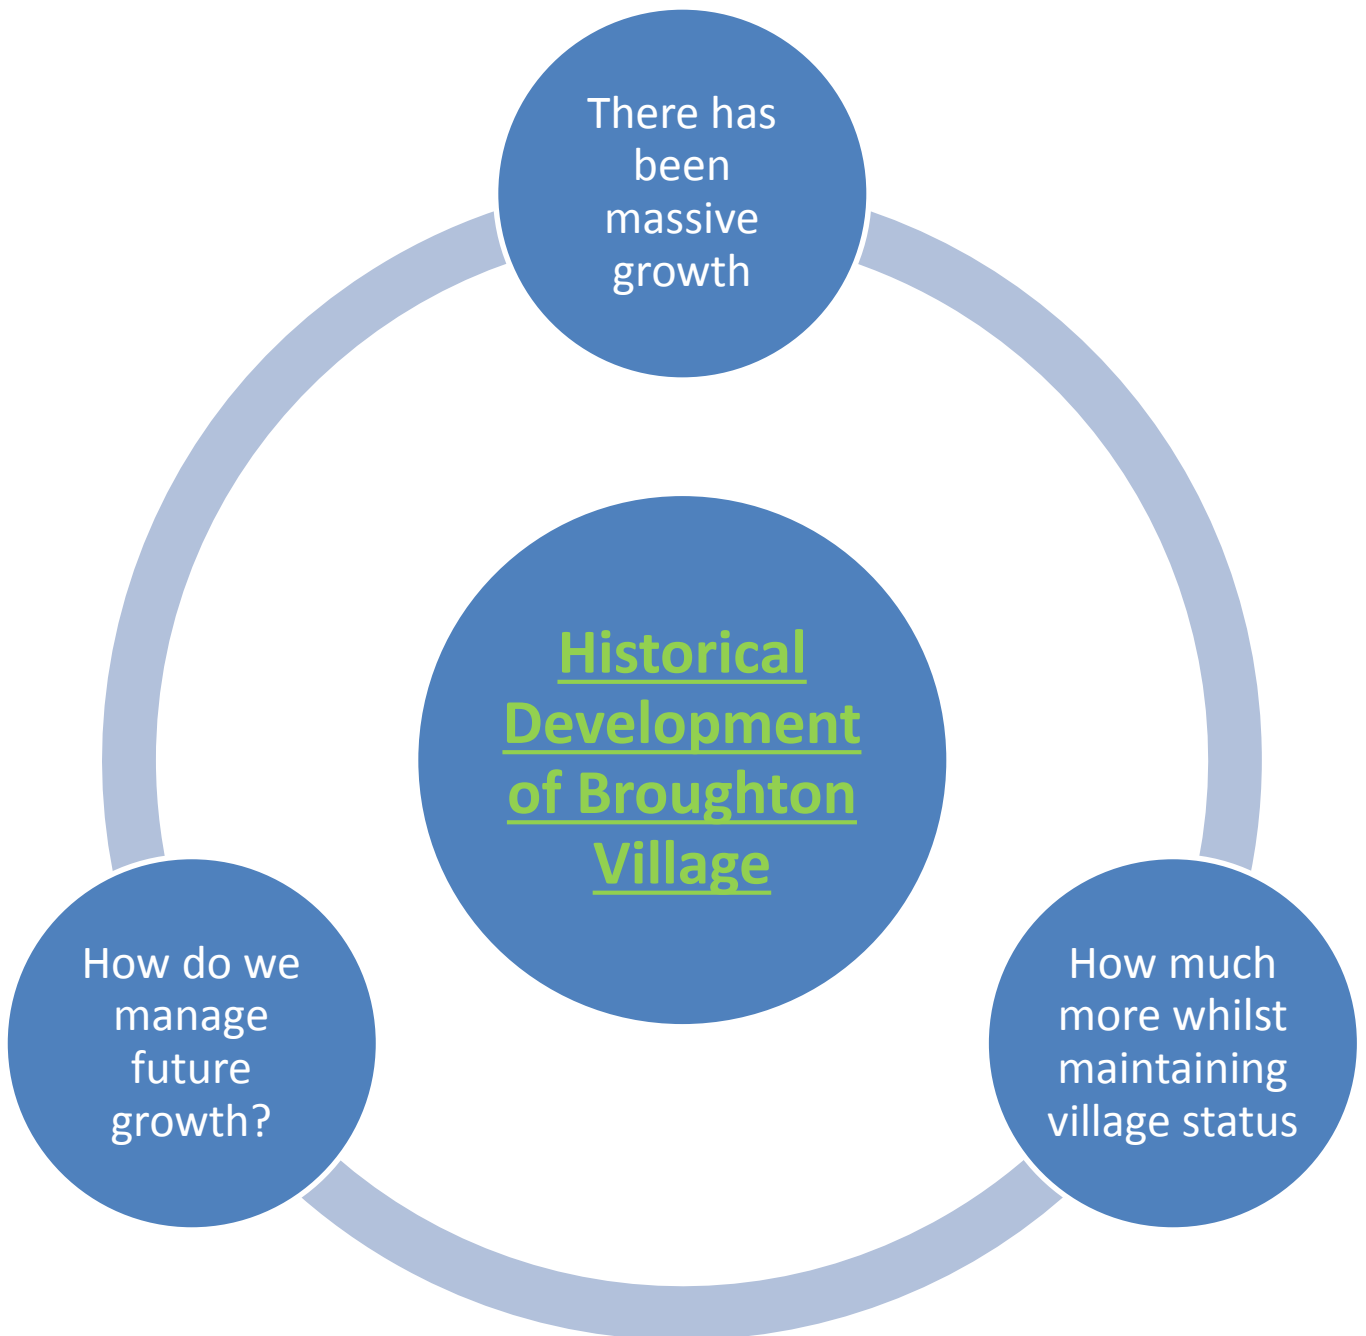 There has
been
massive
growth
Historical
Development
of Broughton
Village
How do we
manage
future
growth?
How much
more whilst
maintaining
village status